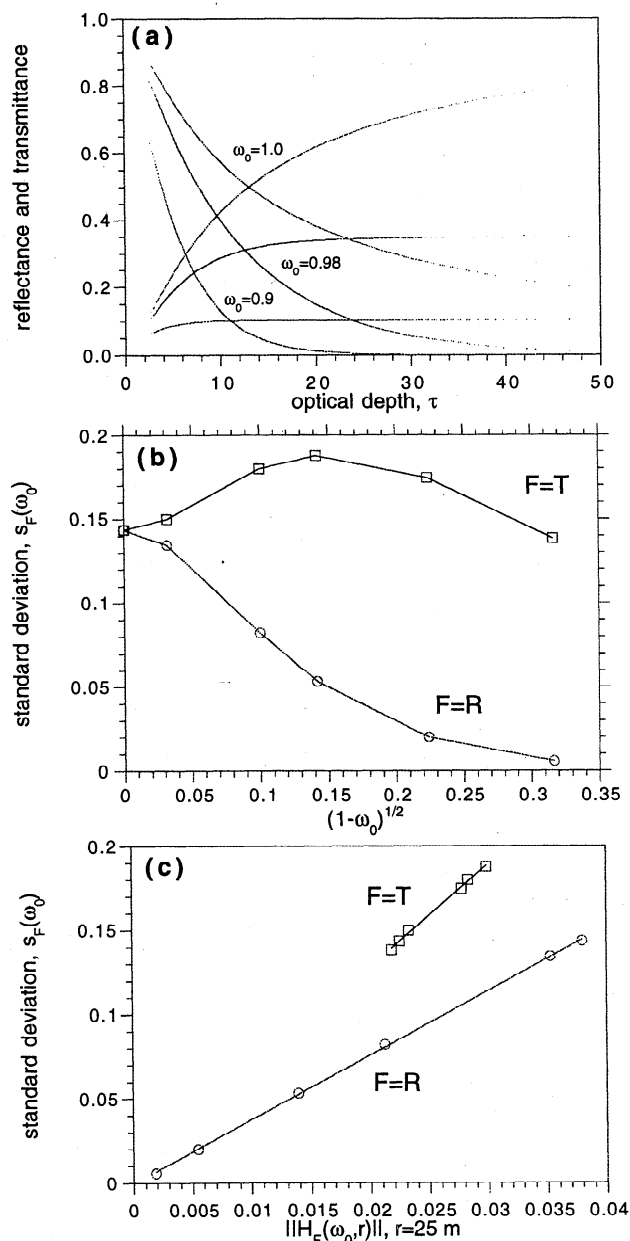 (a)
reflectance and transmittance
1.0
0.8
0.6
0.4
0.2
0.0
ω₀=1.0
ω₀=0.98
ω₀=0.9
0 10 20 30 40 50
optical depth, τ
(b)
standard deviation, s_F(ω₀)
0.2
0.15
0.1
0.05
0
F=T
F=R
0 0.05 0.1 0.15 0.2 0.25 0.3 0.35
(1-ω₀)^1/2
(c)
standard deviation, s_F(ω₀)
0.2
0.15
0.1
0.05
0
F=T
F=R
0 0.005 0.01 0.015 0.02 0.025 0.03 0.035 0.04
||H_F(ω₀,r)||, r=25 m